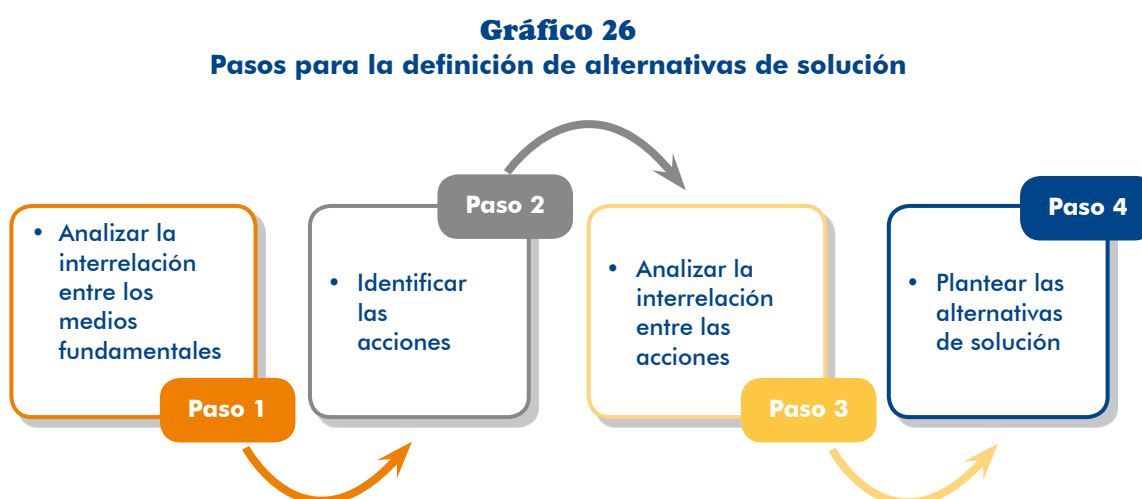 Gráfico 26
Pasos para la definición de alternativas de solución
• Analizar la
interrelación
entre los
medios
fundamentales
Paso 1
Paso 2
• Identificar
las
acciones
• Analizar la
interrelación
entre las
acciones
Paso 3
Paso 4
• Plantear las
alternativas
de solución